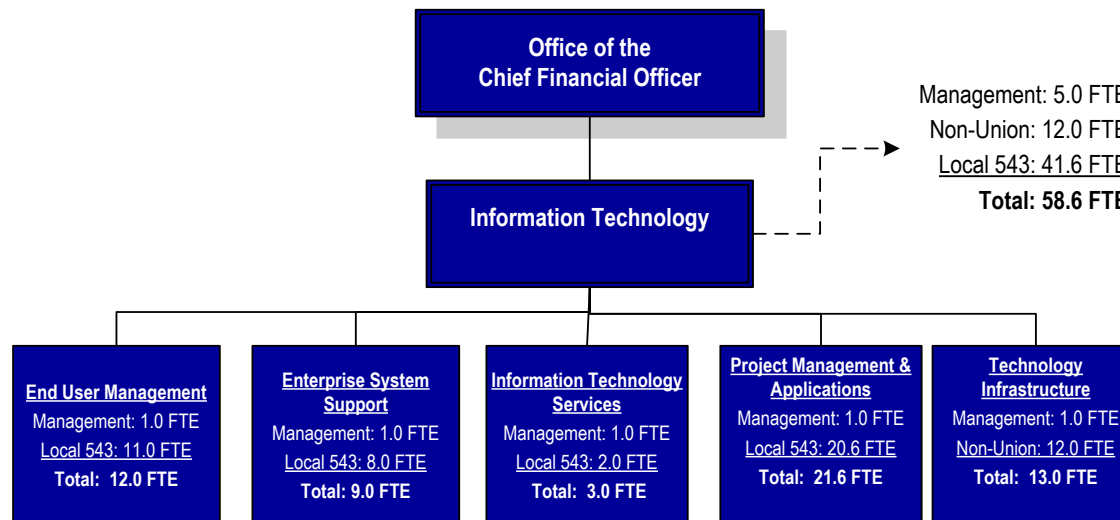 Office of the
Chief Financial Officer
Management: 5.0 FTE
Non-Union: 12.0 FTE
Local 543: 41.6 FTE
Total: 58.6 FTE
Information Technology
End User Management
Management: 1.0 FTE
Local 543: 11.0 FTE
Total: 12.0 FTE
Enterprise System
Support
Management: 1.0 FTE
Local 543: 8.0 FTE
Total: 9.0 FTE
Information Technology
Services
Management: 1.0 FTE
Local 543: 2.0 FTE
Total: 3.0 FTE
Project Management &
Applications
Management: 1.0 FTE
Local 543: 20.6 FTE
Total: 21.6 FTE
Technology
Infrastructure
Management: 1.0 FTE
Non-Union: 12.0 FTE
Total: 13.0 FTE